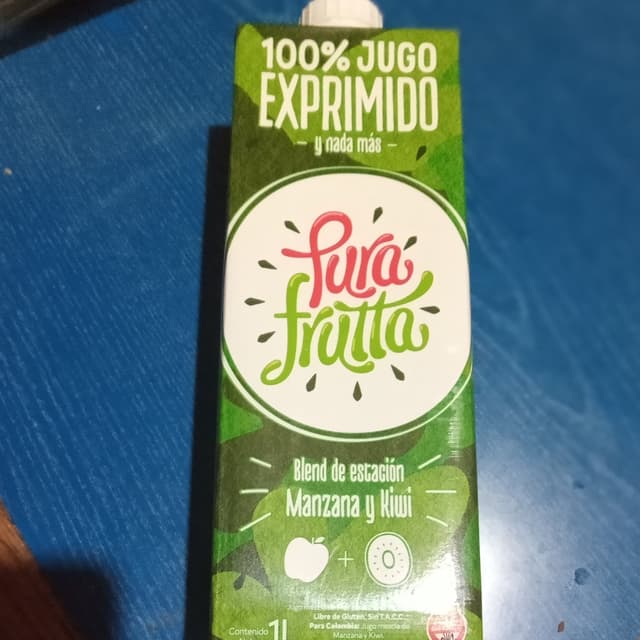 100% JUGO
EXPRIMIDO
- y nada más -
Pura
frutta
Blend de estación
Manzana y kiwi
+
Libre de Gluten, Sin T.A.C.C.
Para Colombia: Jugo mezcla de
Manzana y Kiwi.
Contenido 1L